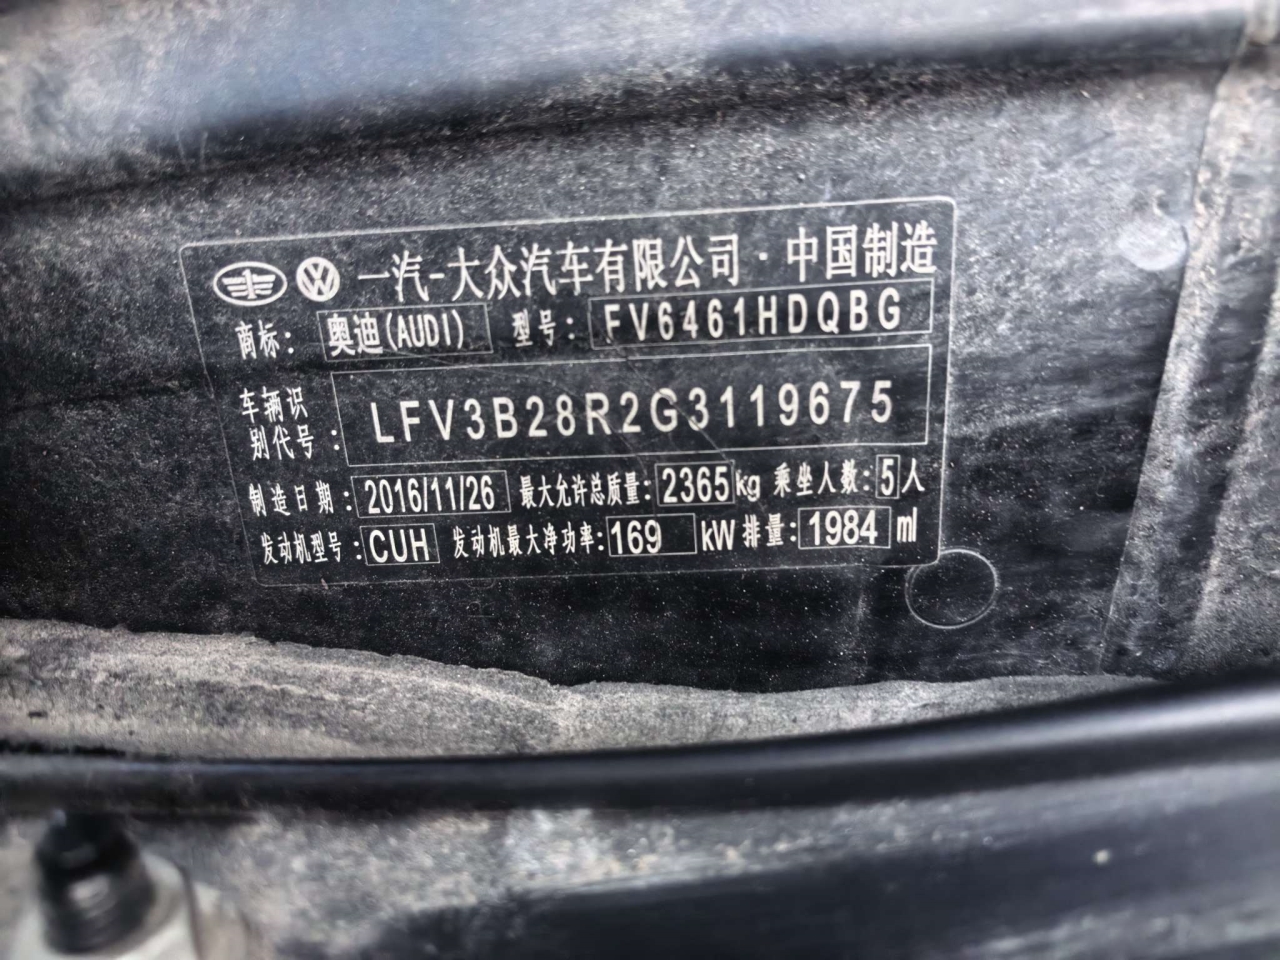 一汽-大众汽车有限公司·中国制造
商标: 奥迪(AUDI) 型号: FV6461HDQBG
车辆识别代号: LFV3B28R2G3119675
制造日期: 2016/11/26 最大允许总质量: 2365kg 乘坐人数: 5人
发动机型号: CUH 发动机最大净功率: 169 kW 排量: 1984 ml